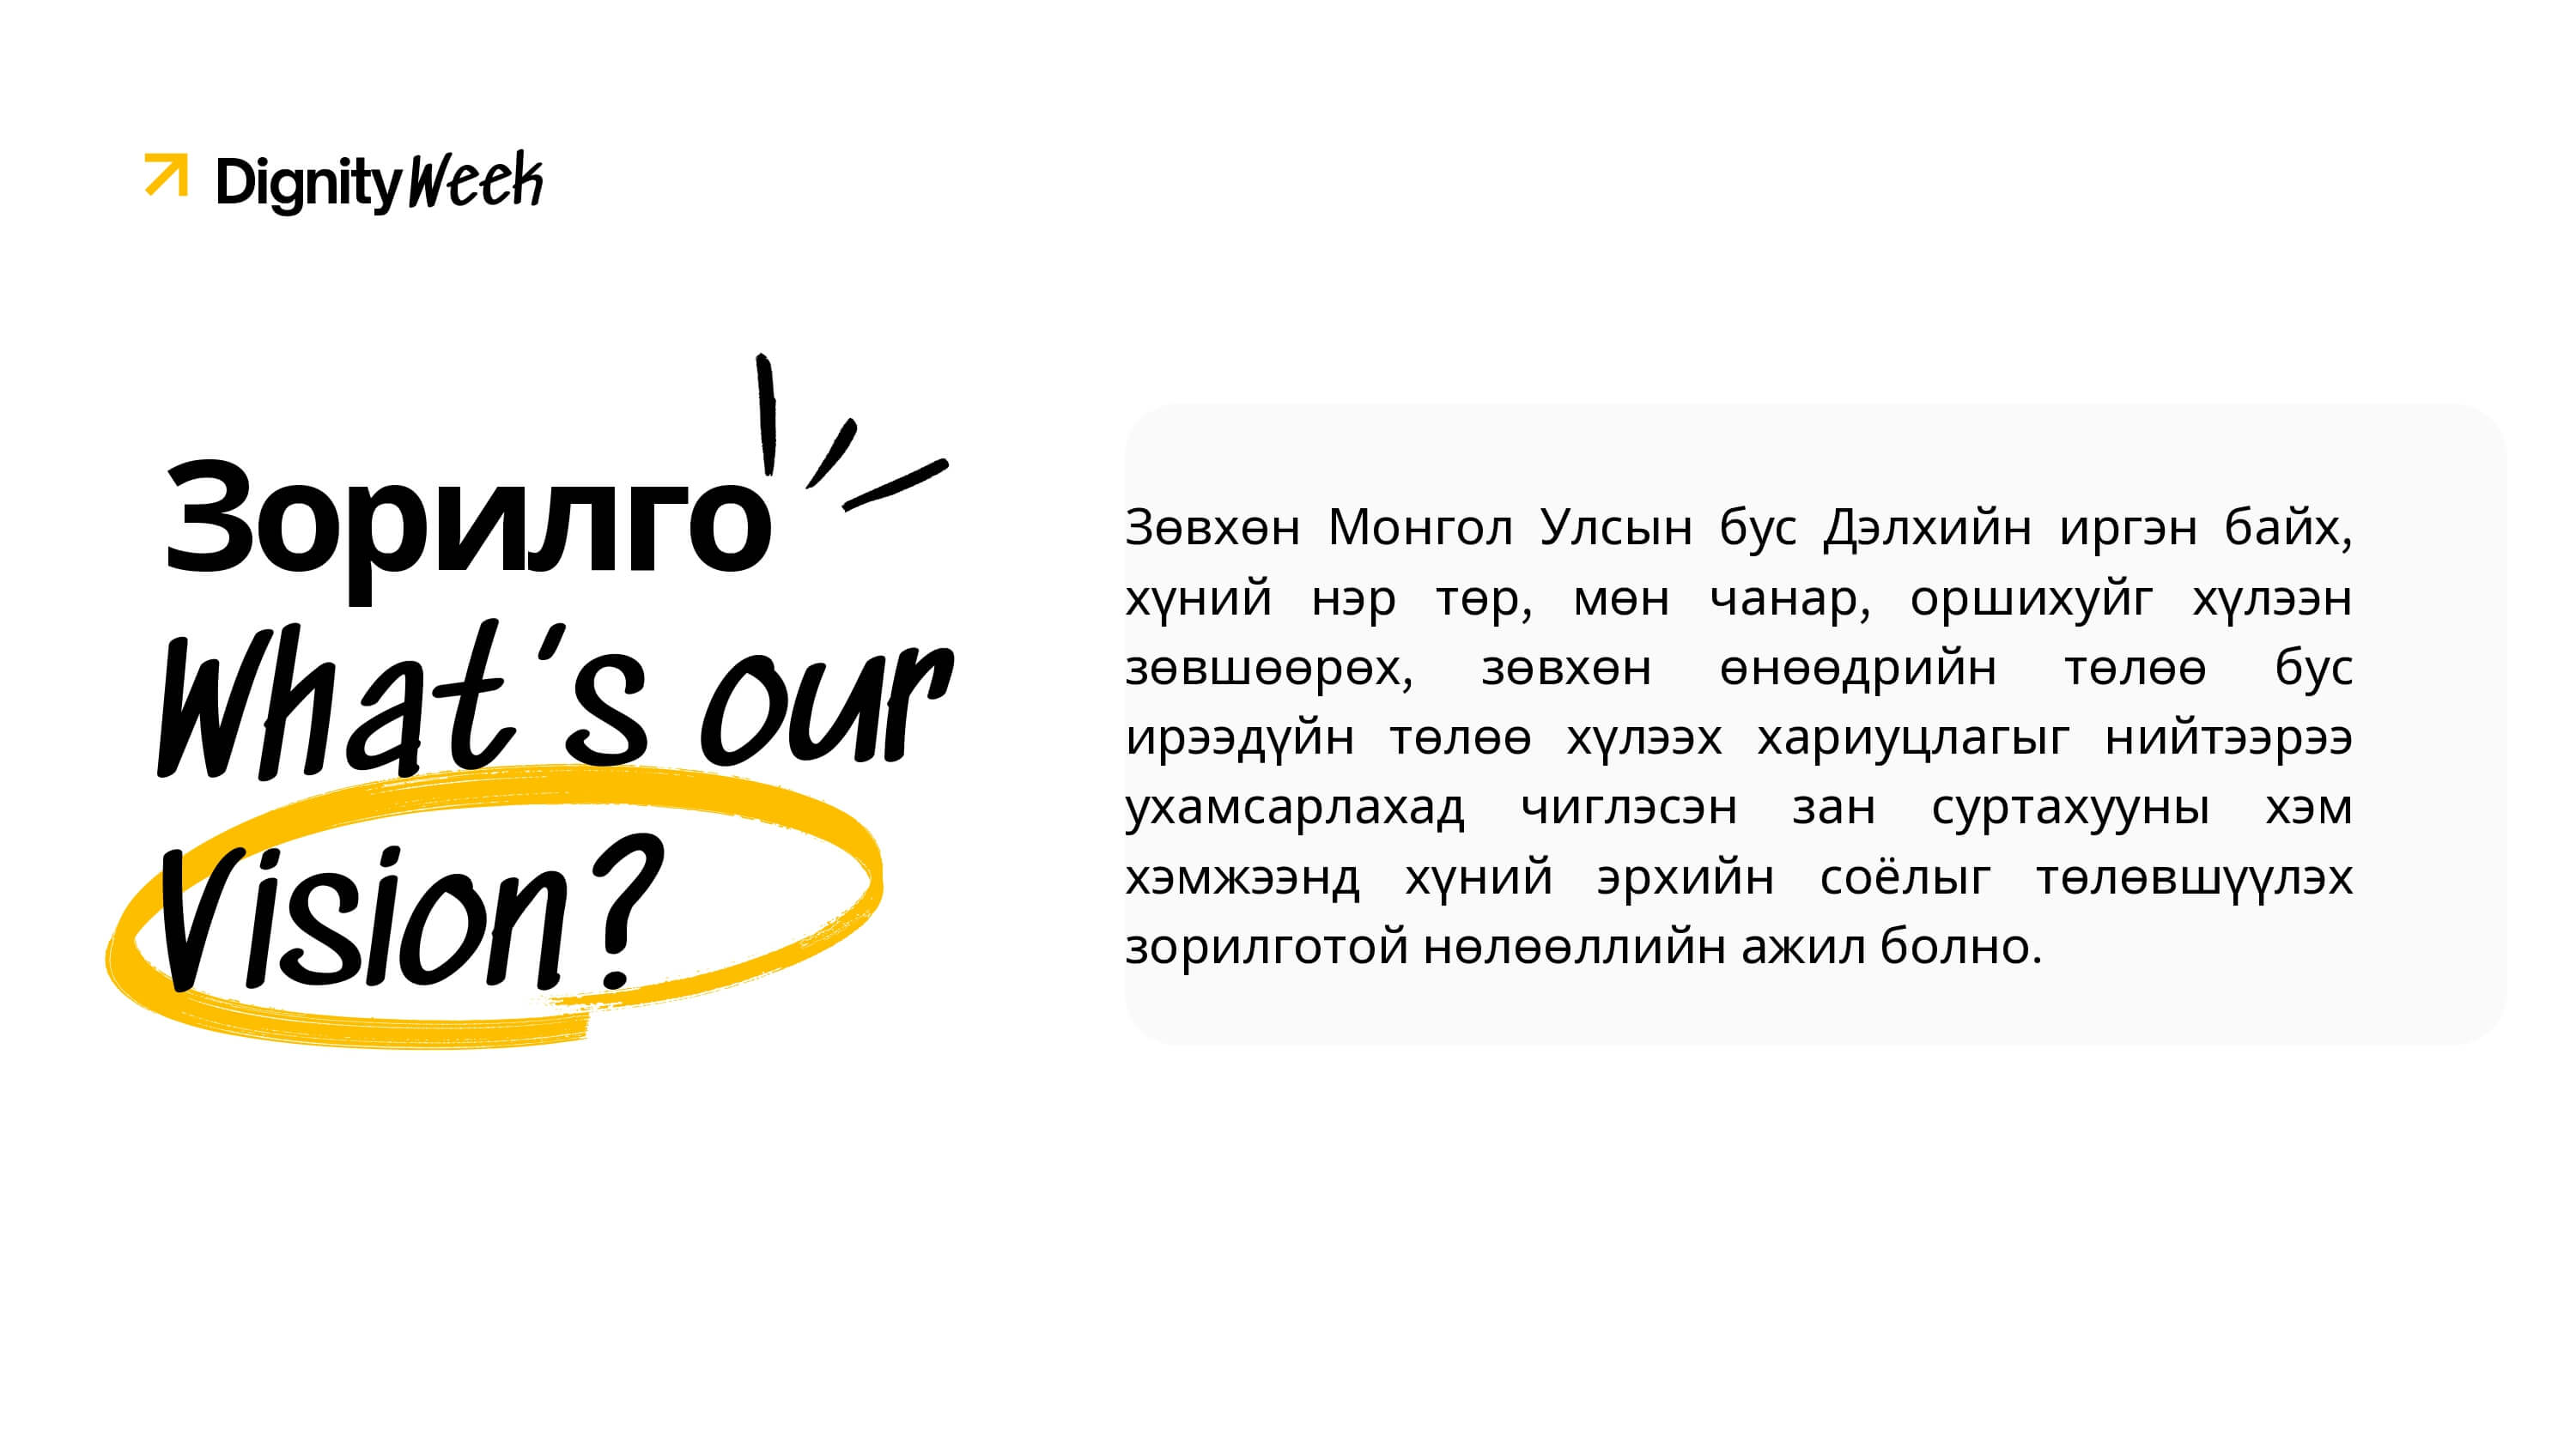 Dignity Week
Зорилго
What's our
Vision?
Зөвхөн Монгол Улсын бус Дэлхийн иргэн байх,
хүний нэр төр, мөн чанар, оршихуйг хүлээн
зөвшөөрөх, зөвхөн өнөөдрийн төлөө бус
ирээдүйн төлөө хүлээх хариуцлагыг нийтээрээ
ухамсарлахад чиглэсэн зан суртахууны хэм
хэмжээнд хүний эрхийн соёлыг төлөвшүүлэх
зорилготой нөлөөллийн ажил болно.